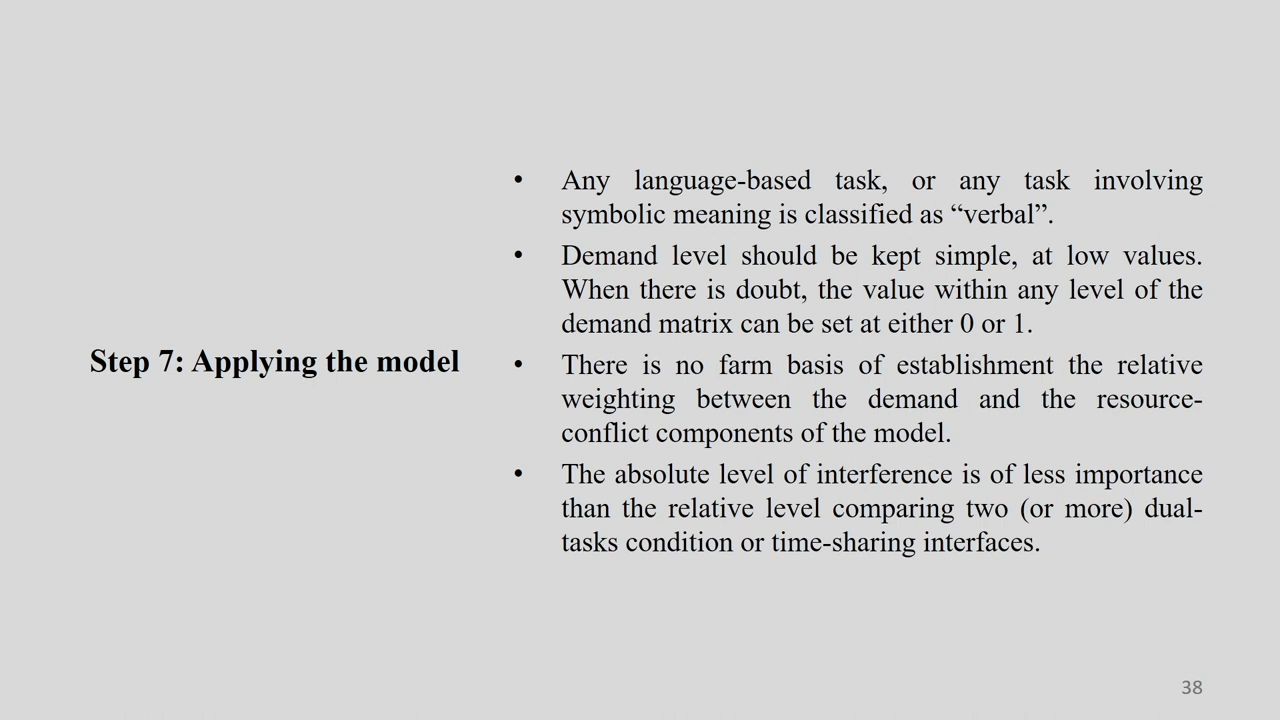 Step 7: Applying the model
• Any language-based task, or any task involving
symbolic meaning is classified as “verbal”.
• Demand level should be kept simple, at low values.
When there is doubt, the value within any level of the
demand matrix can be set at either 0 or 1.
• There is no farm basis of establishment the relative
weighting between the demand and the resource-
conflict components of the model.
• The absolute level of interference is of less importance
than the relative level comparing two (or more) dual-
tasks condition or time-sharing interfaces.
38